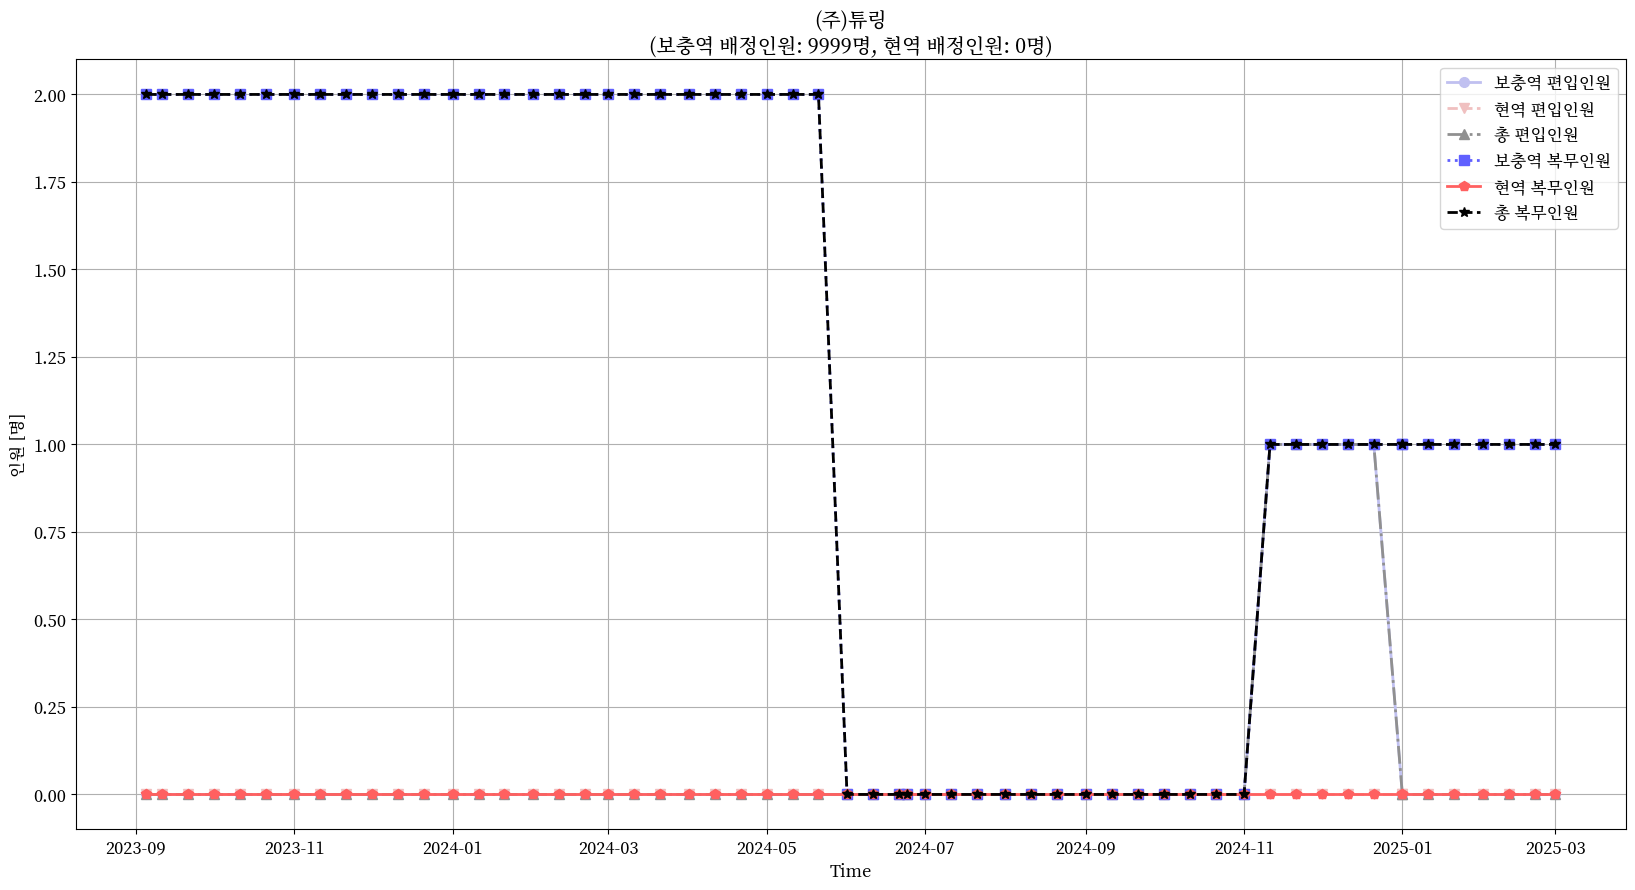 (주)튜링
(보충역 배정인원: 9999명, 현역 배정인원: 0명)
보충역 편입인원
현역 편입인원
총 편입인원
보충역 복무인원
현역 복무인원
총 복무인원
2.00
1.75
1.50
1.25
1.00
0.75
0.50
0.25
0.00
인원 [명]
2023-09 2023-11 2024-01 2024-03 2024-05 2024-07 2024-09 2024-11 2025-01 2025-03
Time